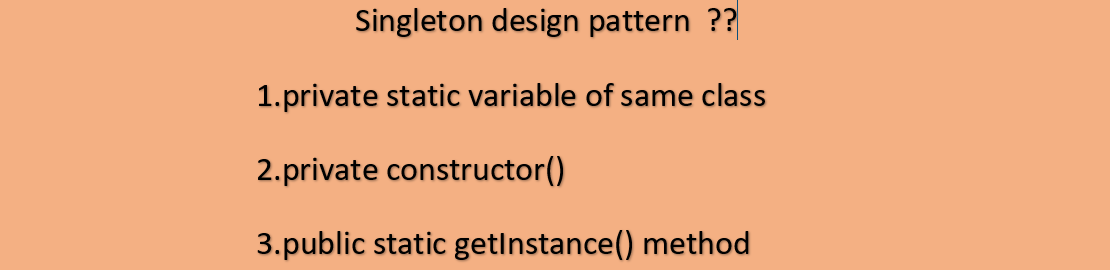 Singleton design pattern  ??
1.private static variable of same class
2.private constructor()
3.public static getInstance() method